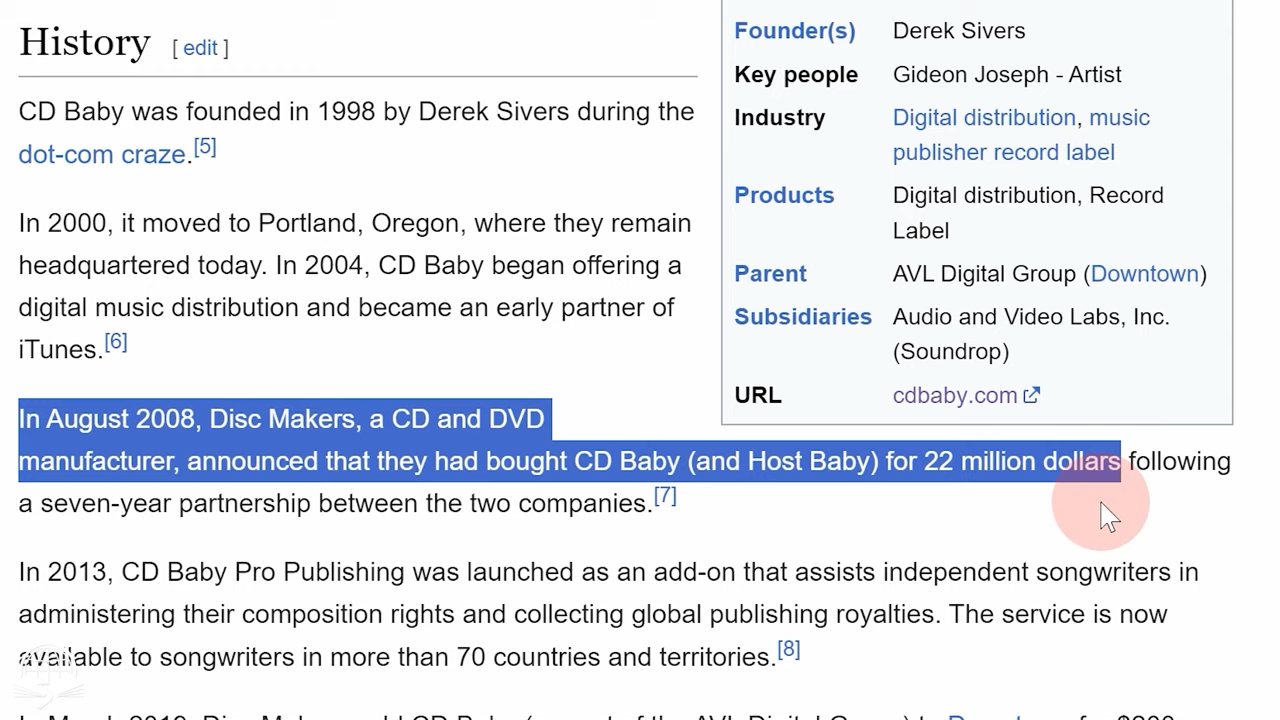 History [ edit ]
CD Baby was founded in 1998 by Derek Sivers during the
dot-com craze.[5]
In 2000, it moved to Portland, Oregon, where they remain
headquartered today. In 2004, CD Baby began offering a
digital music distribution and became an early partner of
iTunes.[6]
Founder(s) Derek Sivers
Key people Gideon Joseph - Artist
Industry Digital distribution, music
publisher record label
Products Digital distribution, Record
Label
Parent AVL Digital Group (Downtown)
Subsidiaries Audio and Video Labs, Inc.
(Soundrop)
URL cdbaby.com
In August 2008, Disc Makers, a CD and DVD
manufacturer, announced that they had bought CD Baby (and Host Baby) for 22 million dollars following
a seven-year partnership between the two companies.[7]
In 2013, CD Baby Pro Publishing was launched as an add-on that assists independent songwriters in
administering their composition rights and collecting global publishing royalties. The service is now
available to songwriters in more than 70 countries and territories.[8]